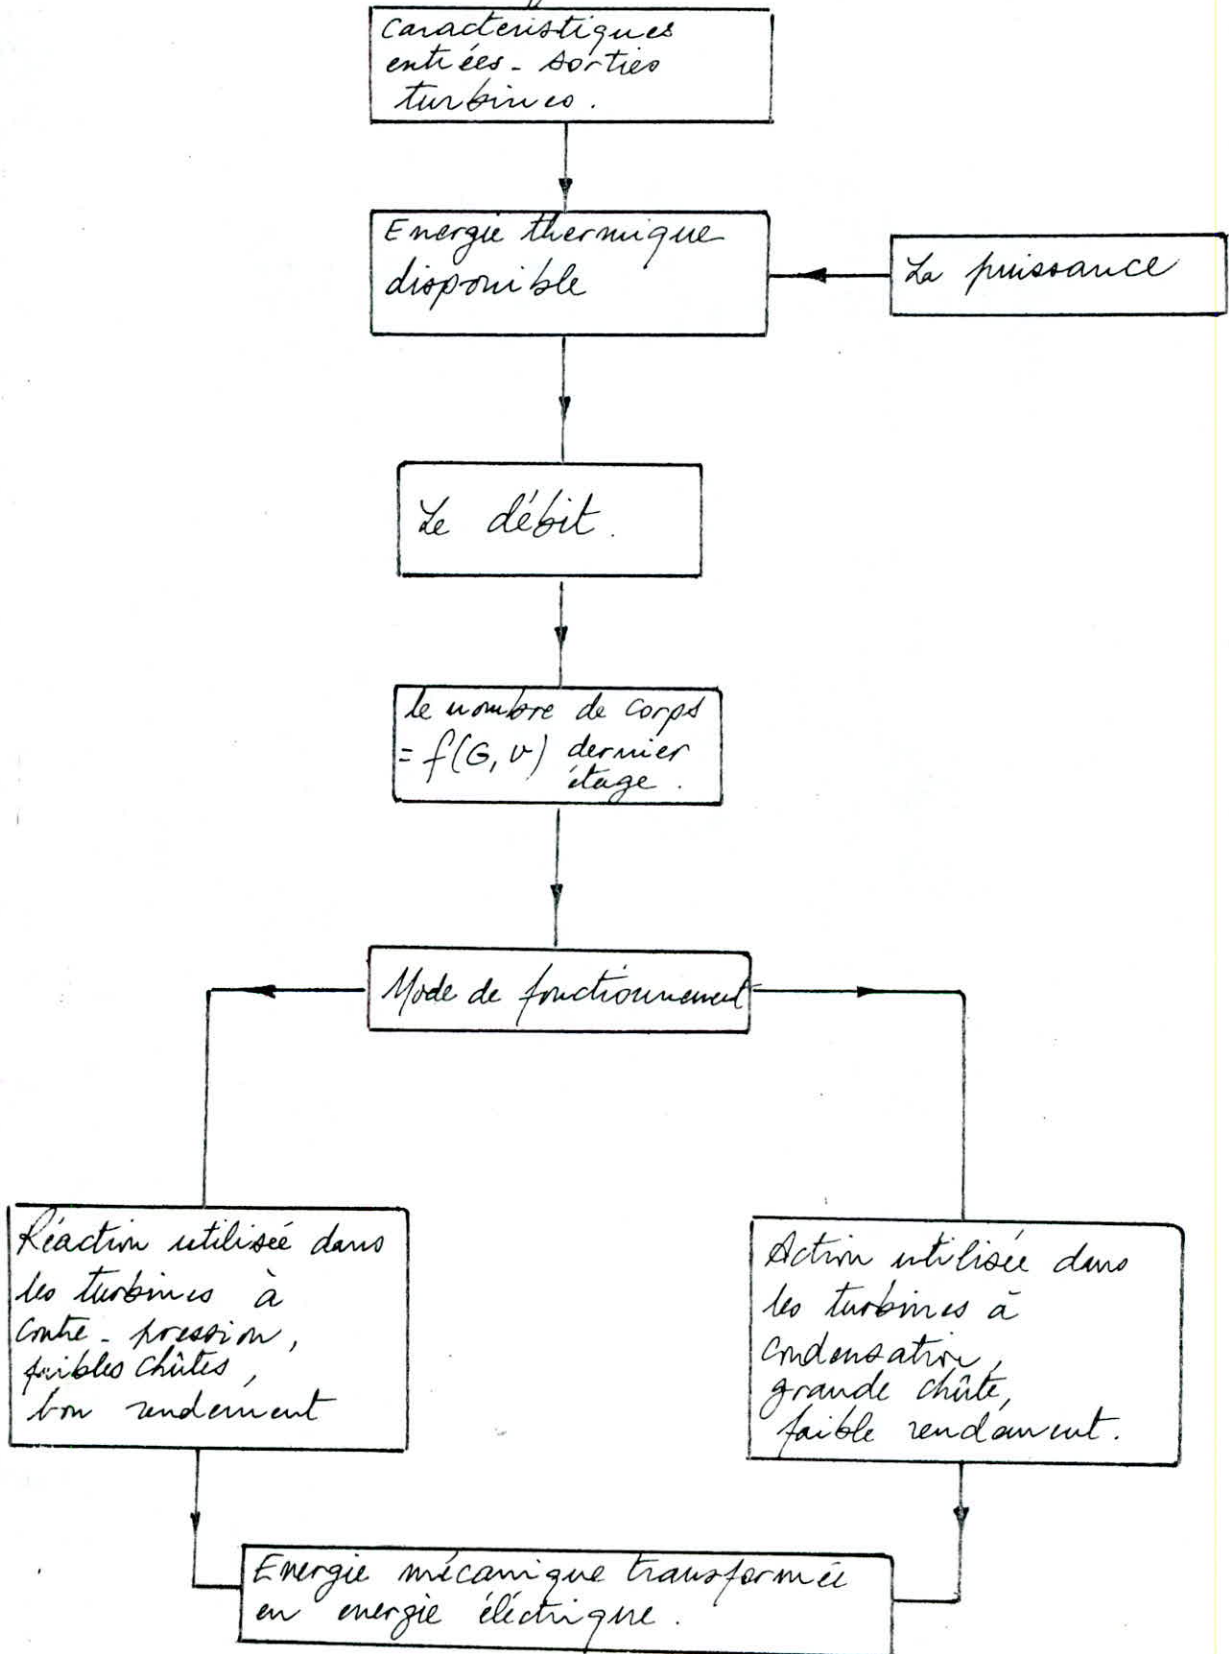 Caractéristiques
entrées - sorties
turbines.
Energie thermique
disponible
La puissance
Le débit.
le nombre de corps
= f(G, v) dernier
étage.
Mode de fonctionnement
Réaction utilisée dans
les turbines à
contre - pression,
faibles chûtes,
bon rendement
Action utilisée dans
les turbines à
condensation,
grande chûte,
faible rendement.
Energie mécanique transformée
en energie éléctrique.